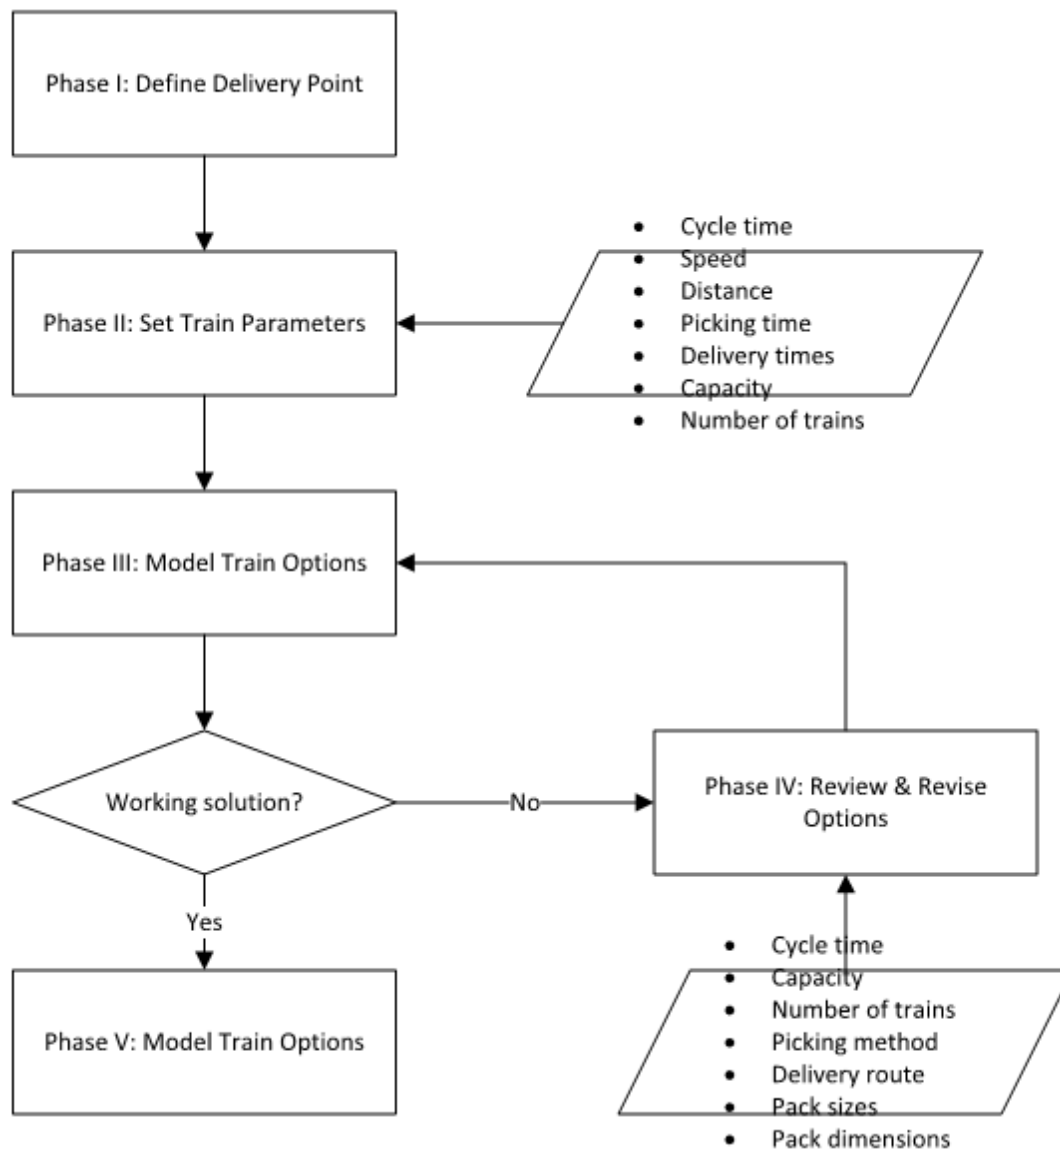 Phase I: Define Delivery Point
• Cycle time
• Speed
• Distance
• Picking time
• Delivery times
• Capacity
• Number of trains
Phase II: Set Train Parameters
Phase III: Model Train Options
Working solution?
No
Phase IV: Review & Revise
Options
Yes
• Cycle time
• Capacity
• Number of trains
• Picking method
• Delivery route
• Pack sizes
• Pack dimensions
Phase V: Model Train Options